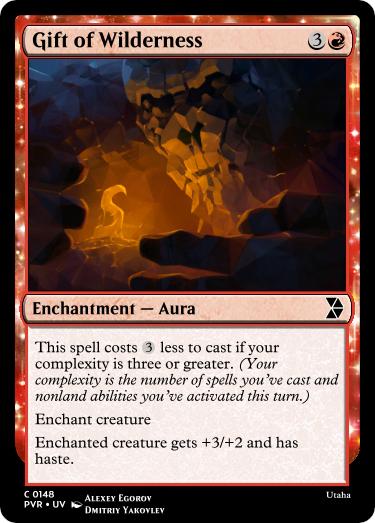 Gift of Wilderness
3
This spell costs 3 less to cast if your
complexity is three or greater. (Your
complexity is the number of spells you've cast and
nonland abilities you've activated this turn.)
Enchant creature
Enchanted creature gets +3/+2 and has
haste.
Enchantment — Aura
C 0148
PVR • UV Alexey Egorov
Dmitriy Yakovlev
Utaha